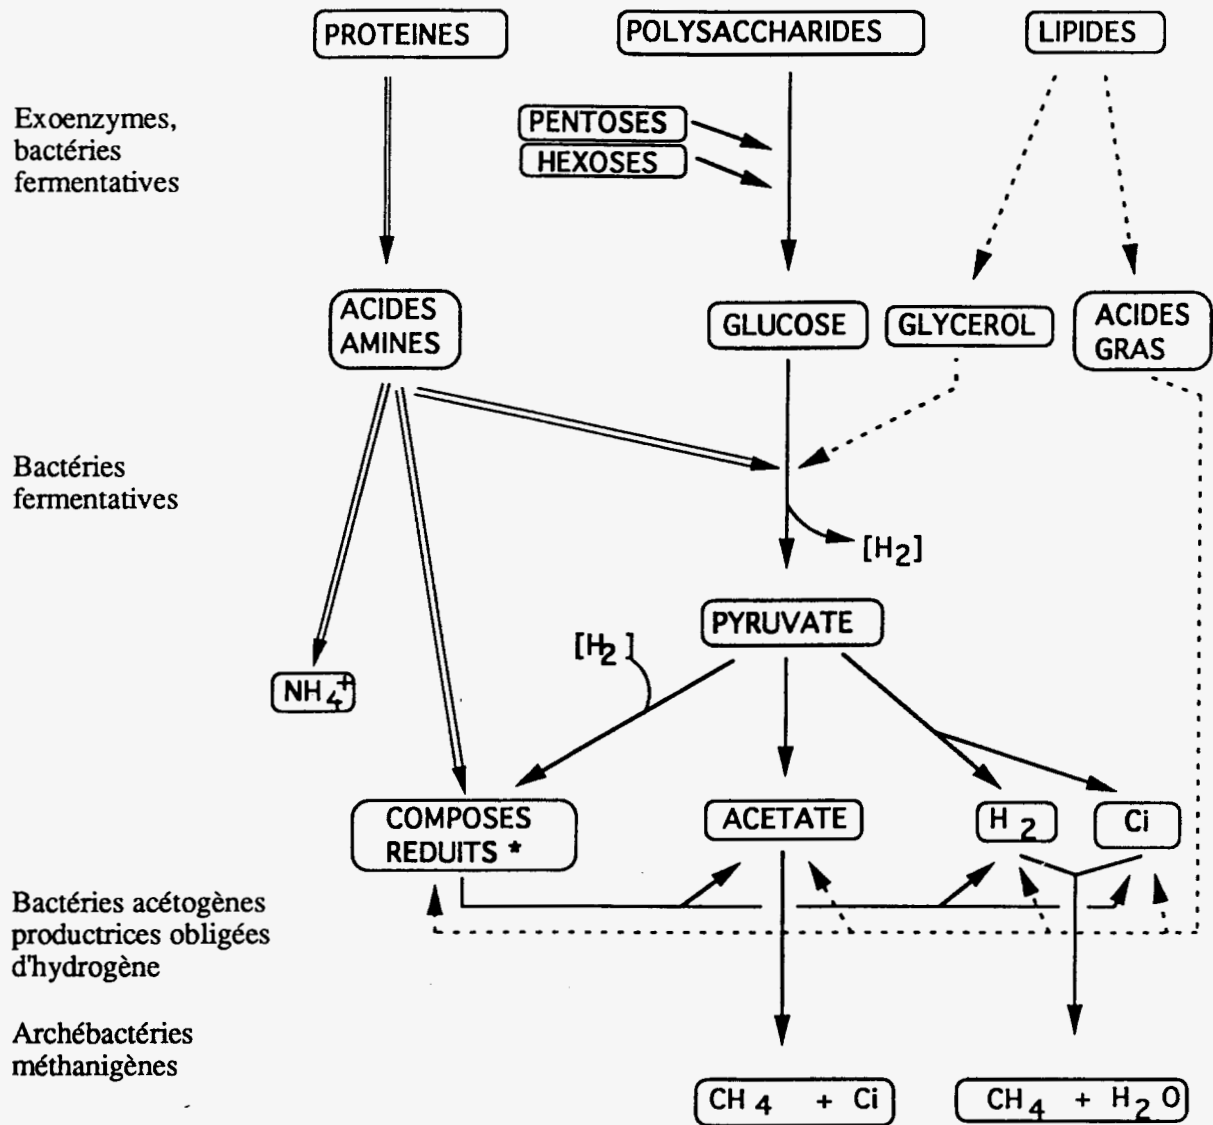 PROTEINES
POLYSACCHARIDES
LIPIDES
Exoenzymes,
bactéries
fermentatives
PENTOSES
HEXOSES
ACIDES
AMINES
GLUCOSE
GLYCEROL
ACIDES
GRAS
Bactéries
fermentatives
[H2]
PYRUVATE
[H2]
NH4+
COMPOSES
REDUITS *
ACETATE
H2
Ci
Bactéries acétogènes
productrices obligées
d'hydrogène
Archébactéries
méthanigènes
CH4 + Ci
CH4 + H2O